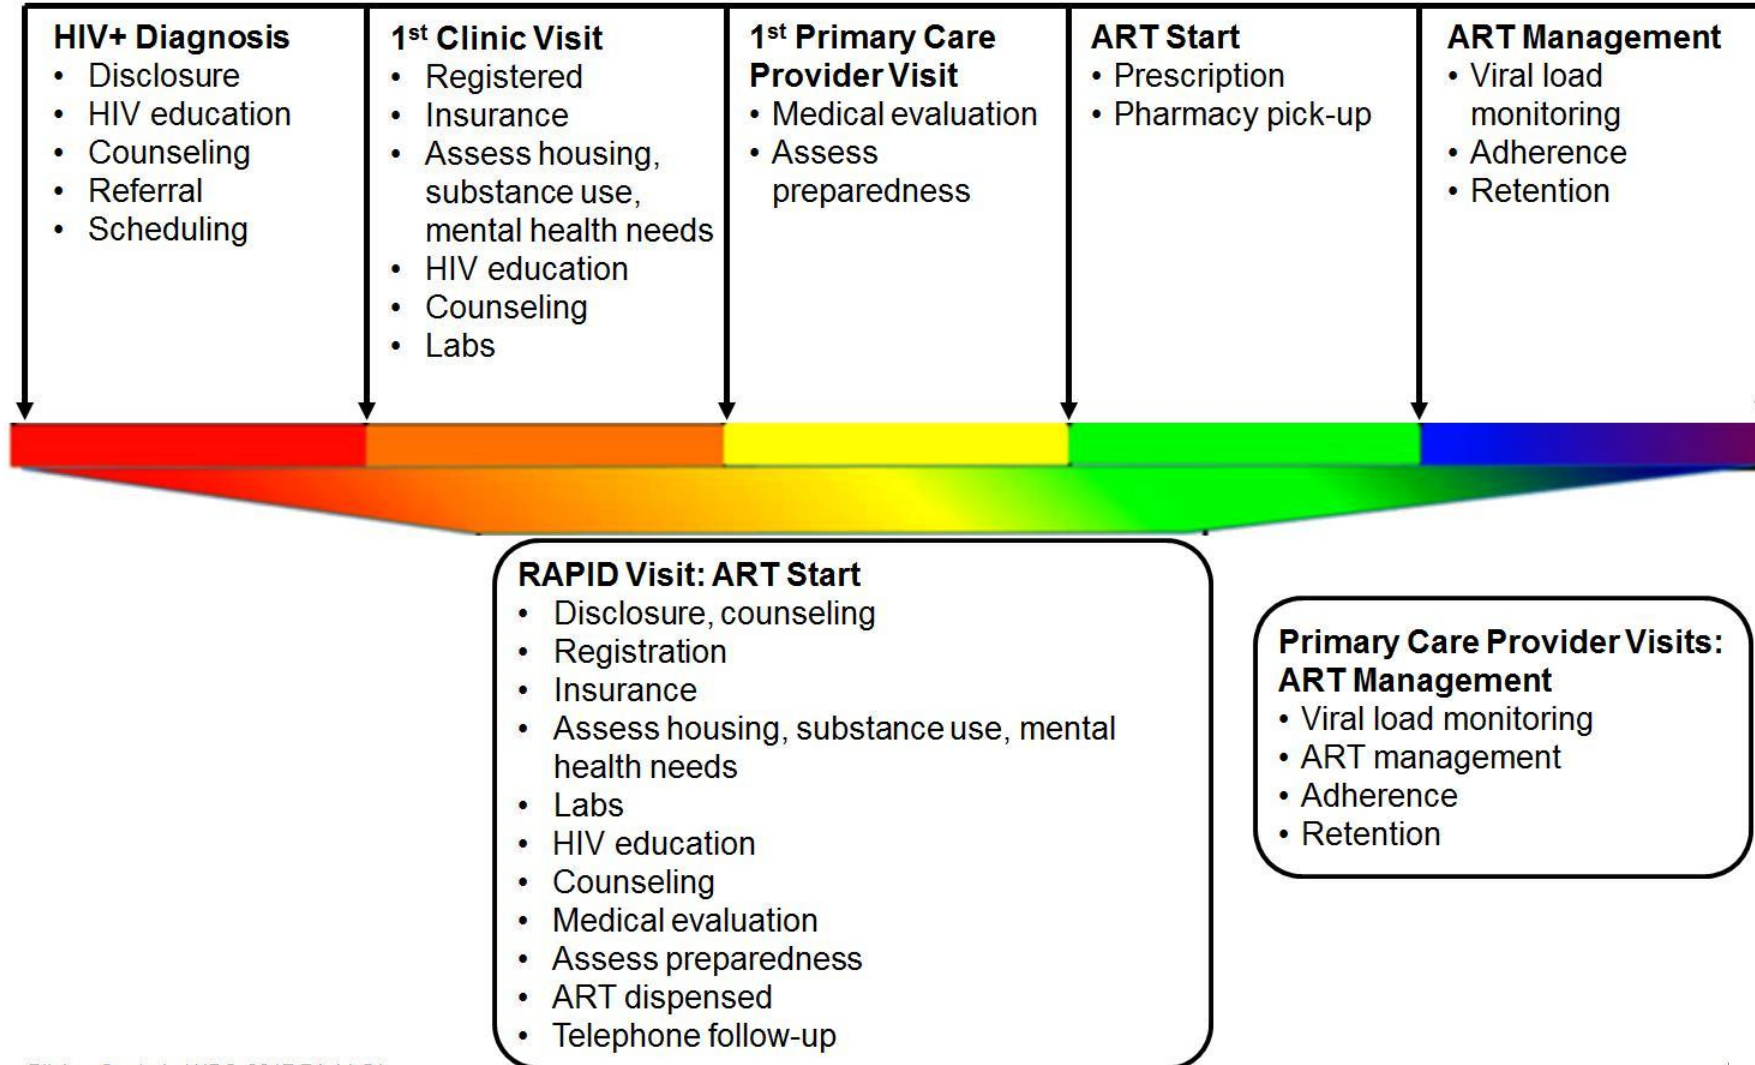 HIV+ Diagnosis
• Disclosure
• HIV education
• Counseling
• Referral
• Scheduling
1st Clinic Visit
• Registered
• Insurance
• Assess housing,
substance use,
mental health needs
• HIV education
• Counseling
• Labs
1st Primary Care
Provider Visit
• Medical evaluation
• Assess
preparedness
ART Start
• Prescription
• Pharmacy pick-up
ART Management
• Viral load
monitoring
• Adherence
• Retention
RAPID Visit: ART Start
• Disclosure, counseling
• Registration
• Insurance
• Assess housing, substance use, mental
health needs
• Labs
• HIV education
• Counseling
• Medical evaluation
• Assess preparedness
• ART dispensed
• Telephone follow-up
Primary Care Provider Visits:
ART Management
• Viral load monitoring
• ART management
• Adherence
• Retention